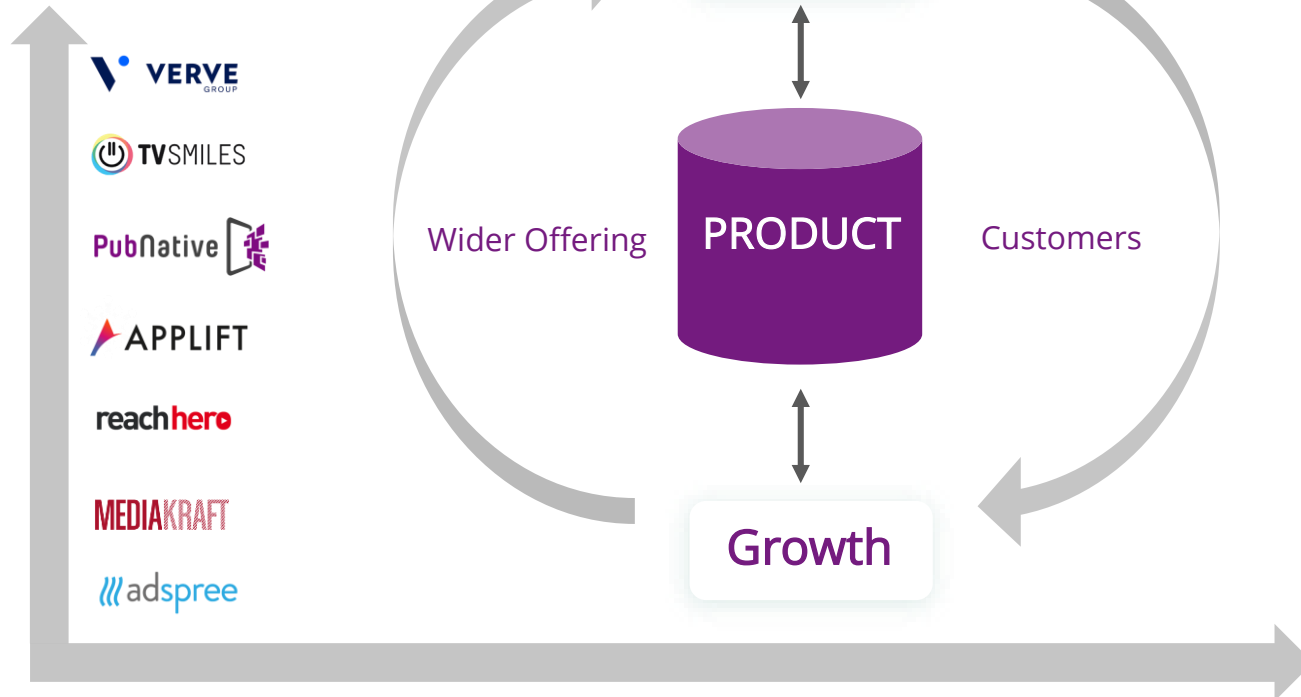 VERVE
GROUP
TVSMILES
PubNative
APPLIFT
reachhero
MEDIAKRAFT
adspree
Wider Offering
PRODUCT
Customers
Growth